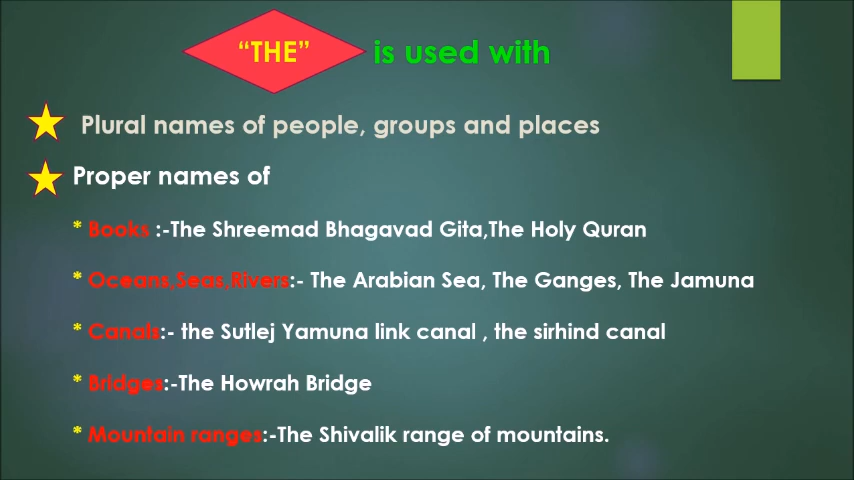 “THE” is used with
Plural names of people, groups and places
Proper names of
* Books :-The Shreemad Bhagavad Gita,The Holy Quran
* Oceans,Seas,Rivers:- The Arabian Sea, The Ganges, The Jamuna
* Canals:- the Sutlej Yamuna link canal , the sirhind canal
* Bridges:-The Howrah Bridge
* Mountain ranges:-The Shivalik range of mountains.